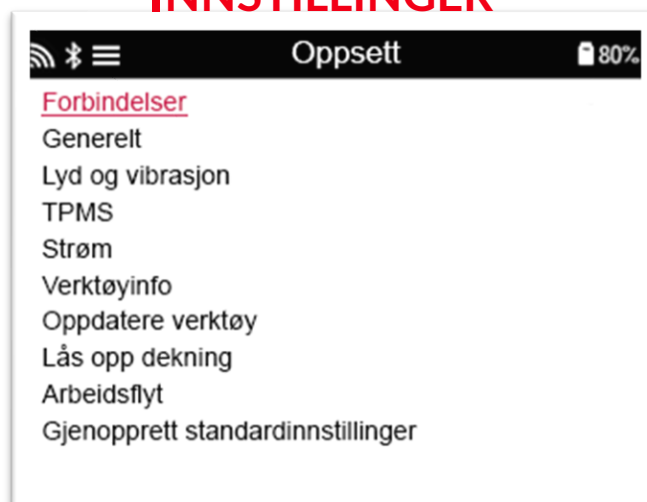 INNSTILLINGER
Oppsett 80%
Forbindelser
Generelt
Lyd og vibrasjon
TPMS
Strøm
Verktøyinfo
Oppdatere verktøy
Lås opp dekning
Arbeidsflyt
Gjenopprett standardinnstillinger